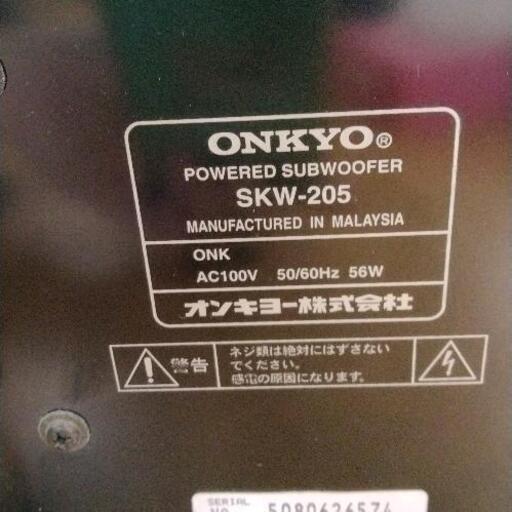 ONKYO®
POWERED SUBWOOFER
SKW-205
MANUFACTURED IN MALAYSIA
ONK
AC100V 50/60Hz 56W
オンキヨー株式会社
警告
ネジ類は絶対にはずさない
でください。
感電の原因になります。
SERIAL
NO.
5080626574